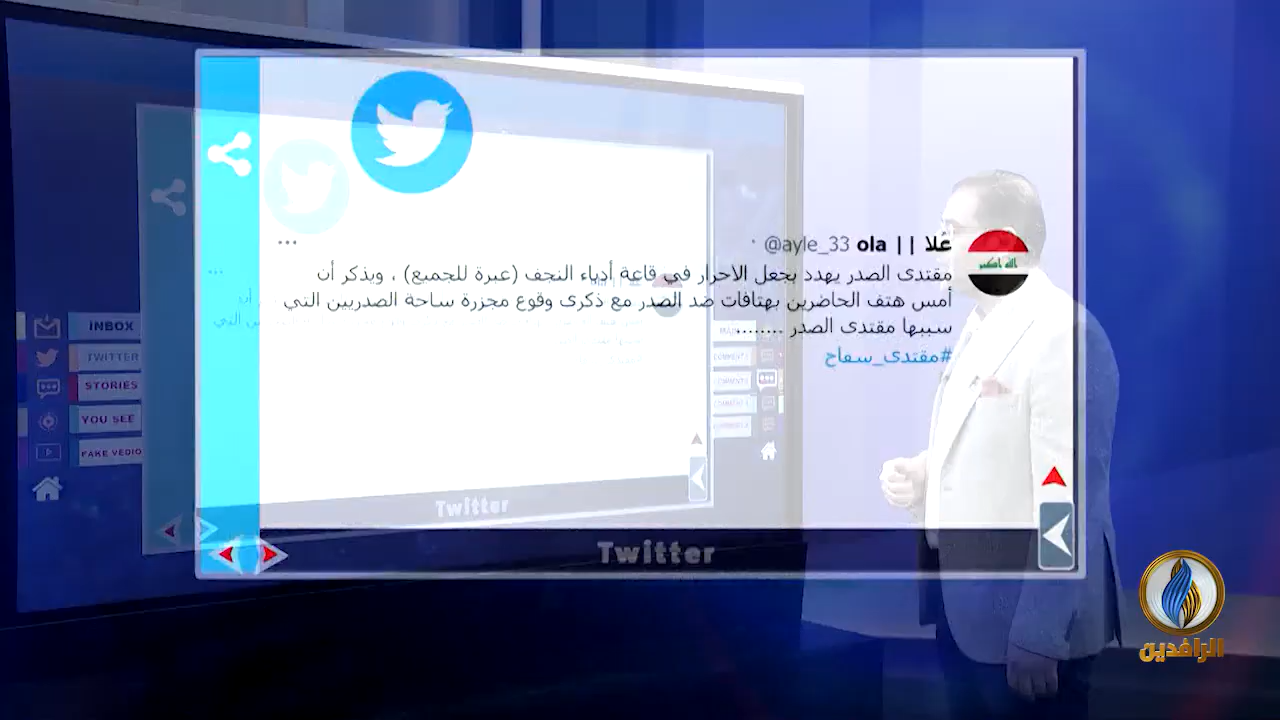 عُلا || ola @ayle_33 ·
...
مقتدى الصدر يهدد بجعل الاحرار في قاعة أدباء النجف (عبرة للجميع) ، ويذكر أن
أمس هتف الحاضرين بهتافات ضد الصدر مع ذكرى وقوع مجزرة ساحة الصدريين التي
سببها مقتدى الصدر ........
#مقتدى_سفاح
INBOX
TWITTER
STORIES
YOU SEE
FAKE VEDIO
Twitter
Twitter
الله اكبر
الرافدين